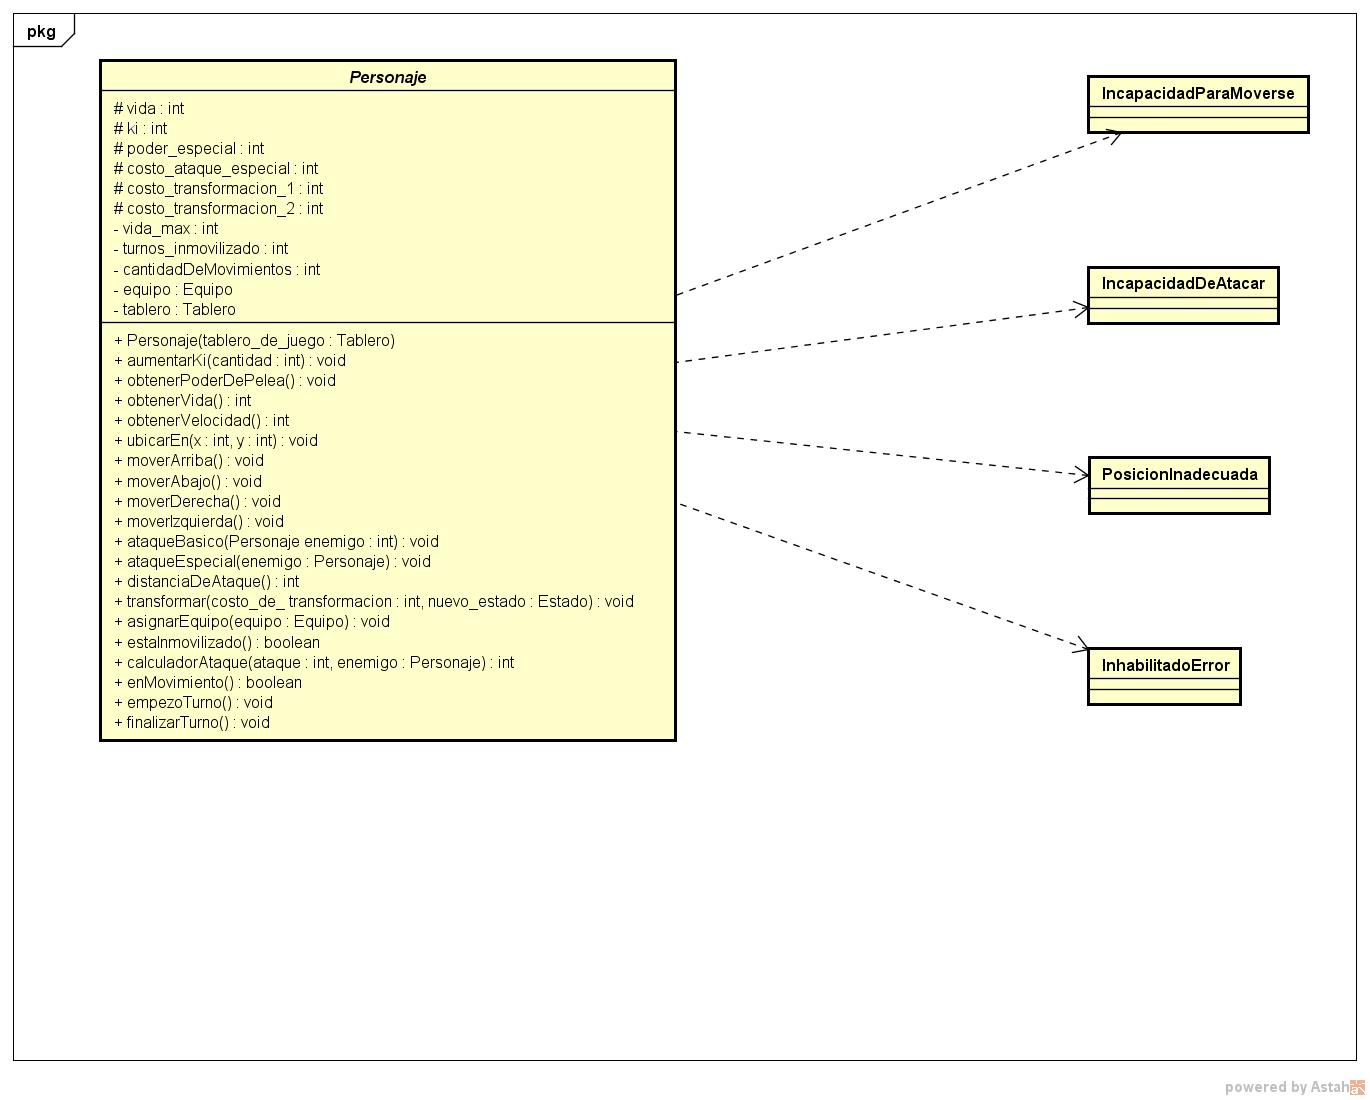 pkg
Personaje
# vida : int
# ki : int
# poder_especial : int
# costo_ataque_especial : int
# costo_transformacion_1 : int
# costo_transformacion_2 : int
- vida_max : int
- turnos_inmovilizado : int
- cantidadDeMovimientos : int
- equipo : Equipo
- tablero : Tablero
+ Personaje(tablero_de_juego : Tablero)
+ aumentarKi(cantidad : int) : void
+ obtenerPoderDePelea() : void
+ obtenerVida() : int
+ obtenerVelocidad() : int
+ ubicarEn(x : int, y : int) : void
+ moverArriba() : void
+ moverAbajo() : void
+ moverDerecha() : void
+ moverIzquierda() : void
+ ataqueBasico(Personaje enemigo : int) : void
+ ataqueEspecial(enemigo : Personaje) : void
+ distanciaDeAtaque() : int
+ transformar(costo_de_ transformacion : int, nuevo_estado : Estado) : void
+ asignarEquipo(equipo : Equipo) : void
+ estaInmovilizado() : boolean
+ calculadorAtaque(ataque : int, enemigo : Personaje) : int
+ enMovimiento() : boolean
+ empezoTurno() : void
+ finalizarTurno() : void
IncapacidadParaMoverse
IncapacidadDeAtacar
PosicionInadecuada
InhabilitadoError
powered by Astah